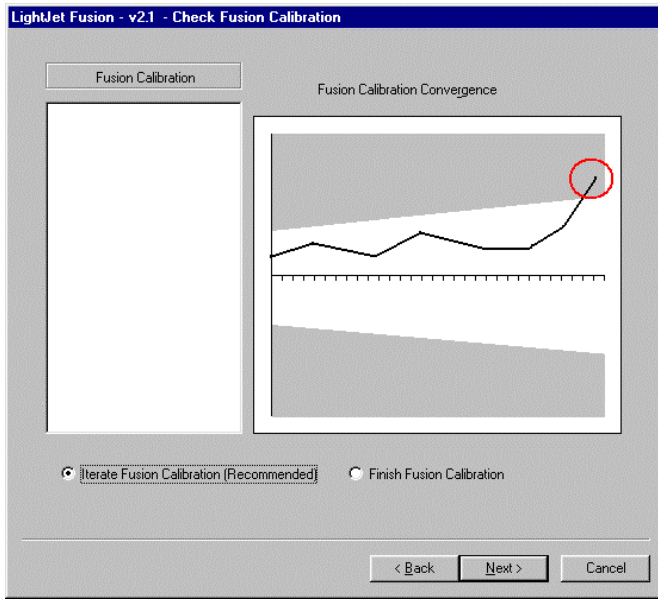 LightJet Fusion - v2.1 - Check Fusion Calibration
Fusion Calibration
Fusion Calibration Convergence
Iterate Fusion Calibration (Recommended)
Finish Fusion Calibration
< Back
Next >
Cancel